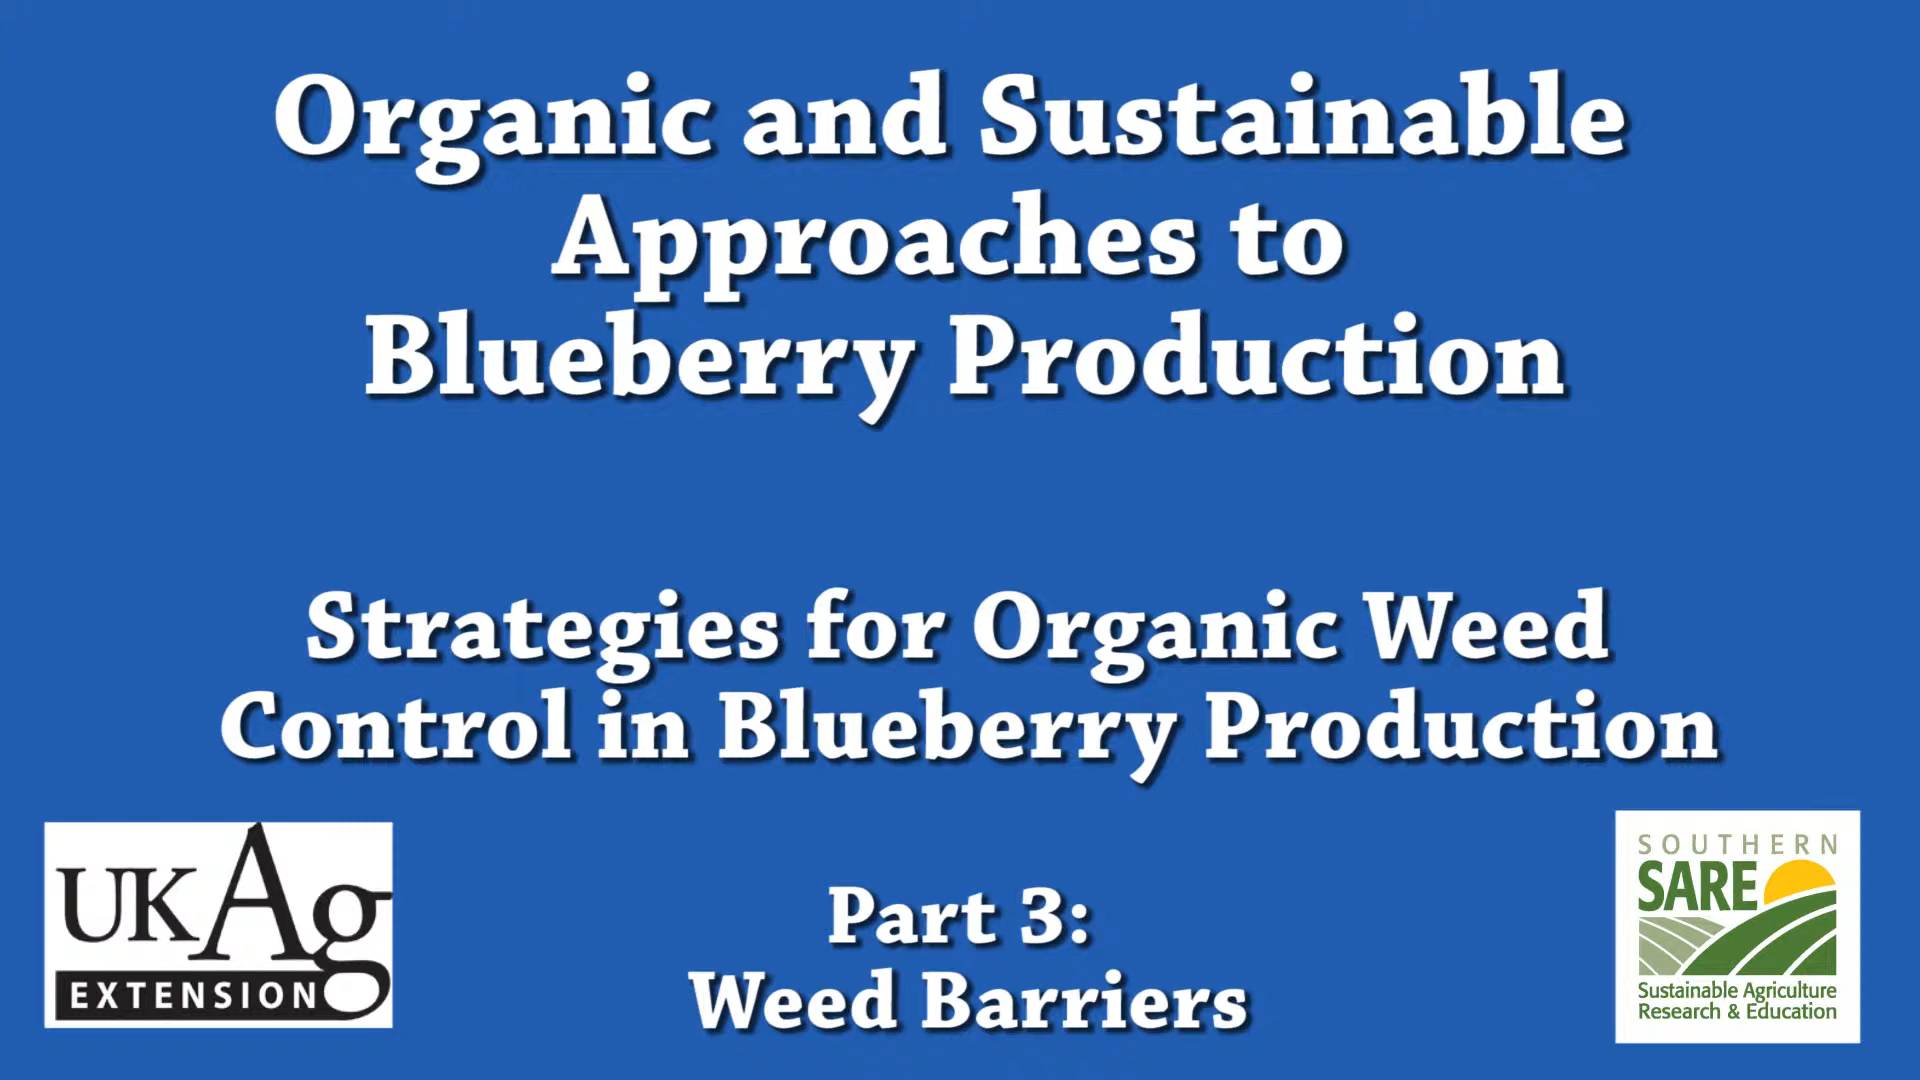 Organic and Sustainable
Approaches to
Blueberry Production
Strategies for Organic Weed
Control in Blueberry Production
Part 3:
Weed Barriers
UKAg
EXTENSION
SOUTHERN
SARE
Sustainable Agriculture
Research & Education